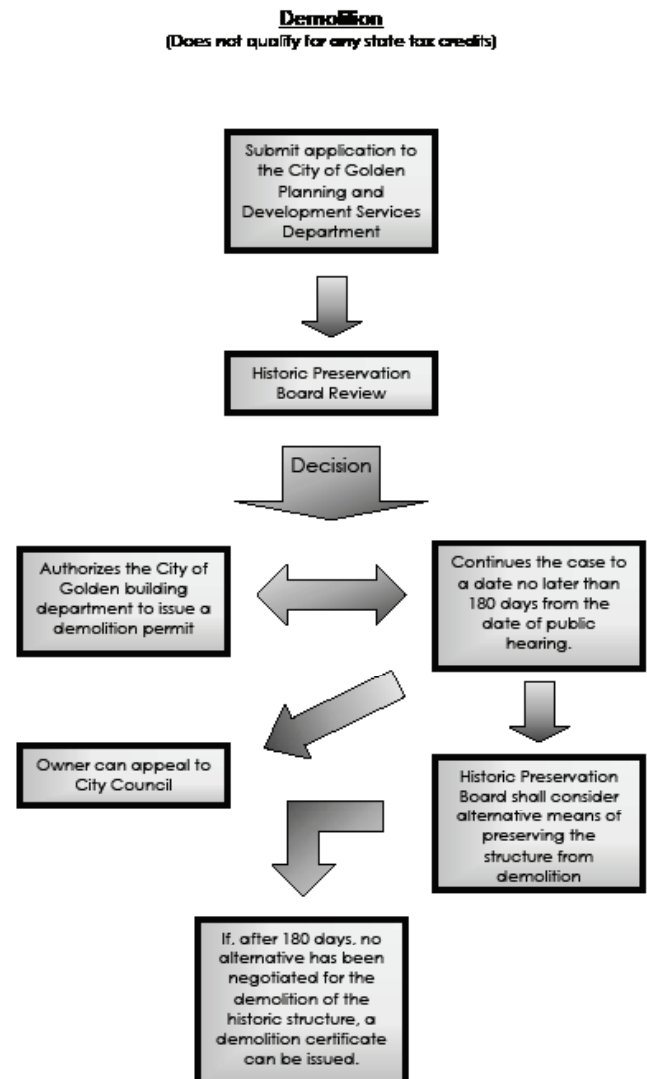 Demolition
(Does not qualify for any state tax credits)
Submit application to
the City of Golden
Planning and
Development Services
Department
Historic Preservation
Board Review
Decision
Authorizes the City of
Golden building
department to issue a
demolition permit
Continues the case to
a date no later than
180 days from the
date of public
hearing.
Owner can appeal to
City Council
Historic Preservation
Board shall consider
alternative means of
preserving the
structure from
demolition
If, after 180 days, no
alternative has been
negotiated for the
demolition of the
historic structure, a
demolition certificate
can be issued.